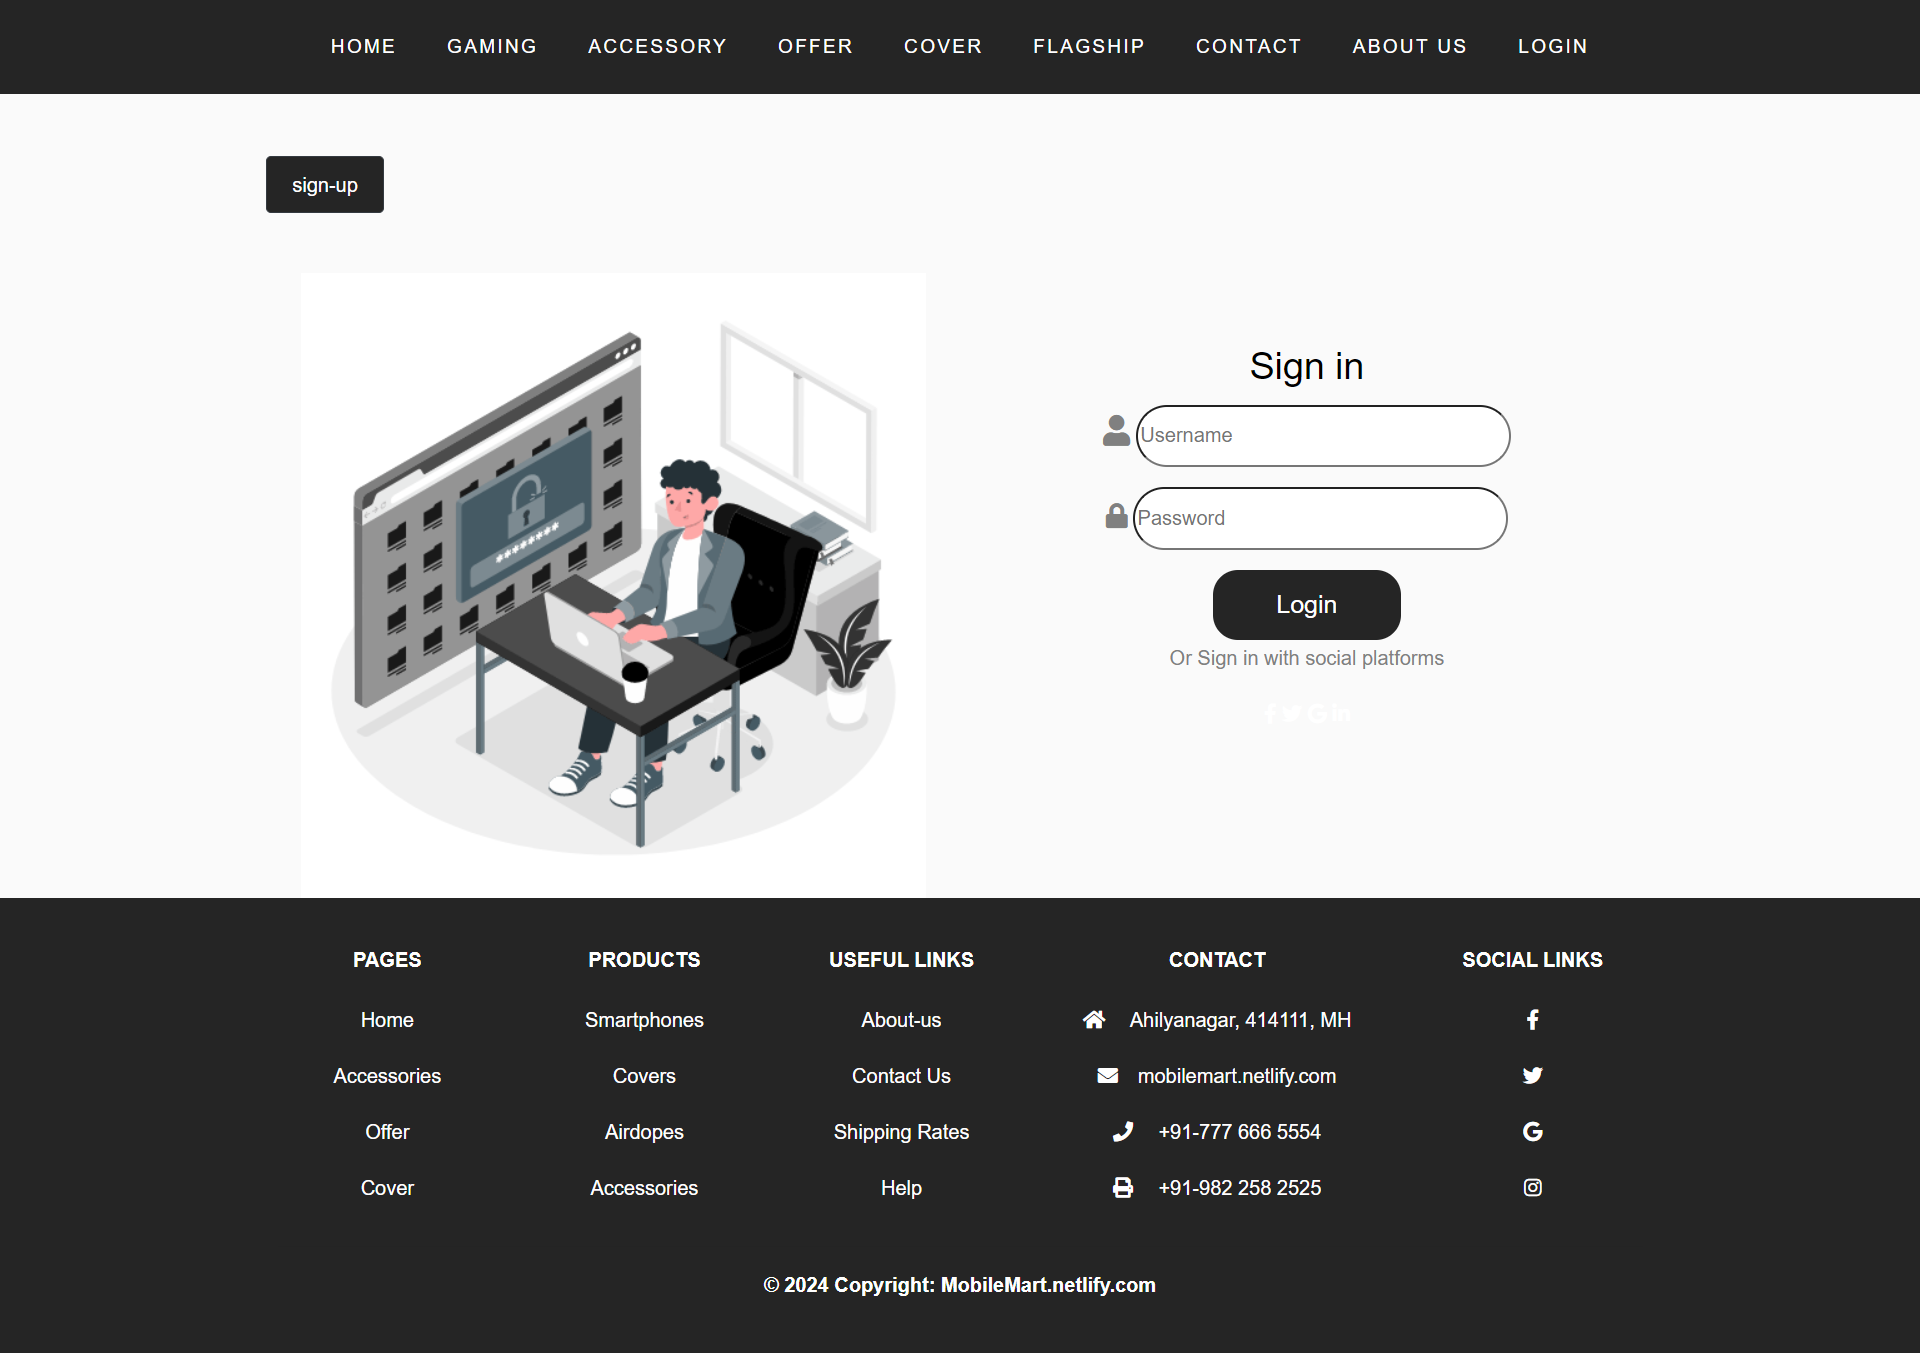 HOME GAMING ACCESSORY OFFER COVER FLAGSHIP CONTACT ABOUT US LOGIN
sign-up
Sign in
Username
Password
Login
Or Sign in with social platforms
PAGES
Home
Accessories
Offer
Cover
PRODUCTS
Smartphones
Covers
Airdopes
Accessories
USEFUL LINKS
About-us
Contact Us
Shipping Rates
Help
CONTACT
Ahilyanagar, 414111, MH
mobilemart.netlify.com
+91-777 666 5554
+91-982 258 2525
SOCIAL LINKS
© 2024 Copyright: MobileMart.netlify.com